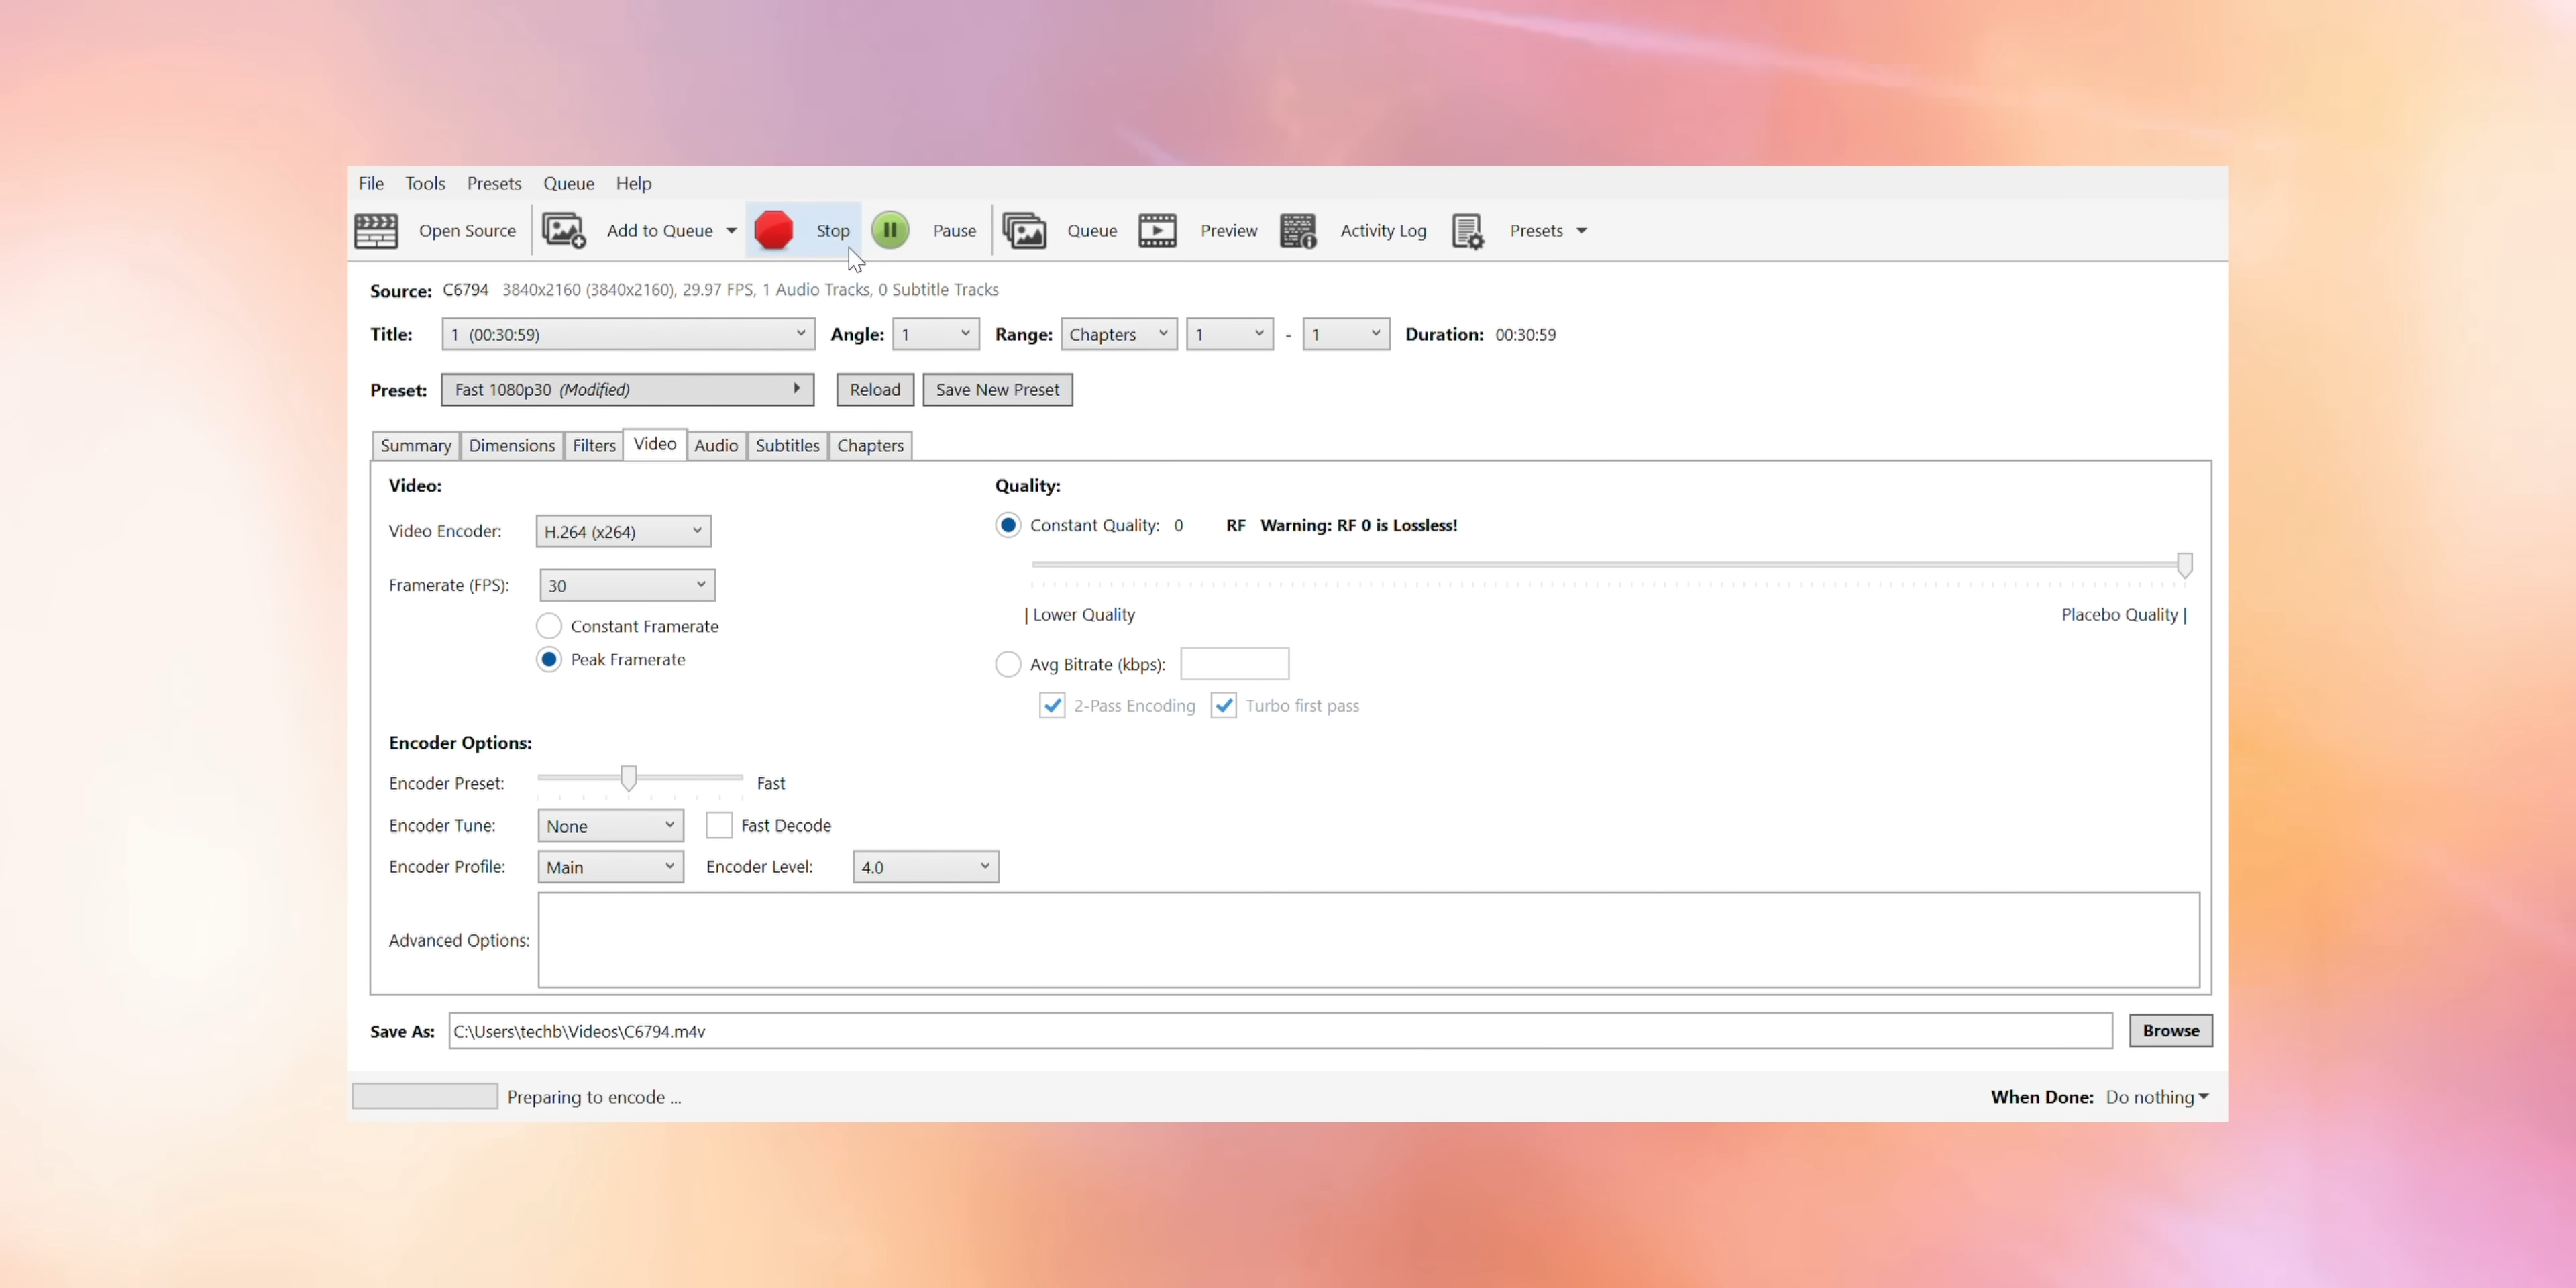 File Tools Presets Queue Help
Open Source Add to Queue Stop Pause Queue Preview Activity Log Presets
Source: C6794 3840x2160 (3840x2160), 29.97 FPS, 1 Audio Tracks, 0 Subtitle Tracks
Title: 1 (00:30:59) Angle: 1 Range: Chapters 1 - 1 Duration: 00:30:59
Preset: Fast 1080p30 (Modified) Reload Save New Preset
Summary Dimensions Filters Video Audio Subtitles Chapters
Video: Quality:
Video Encoder: H.264 (x264) Constant Quality: 0 RF Warning: RF 0 is Lossless!
Framerate (FPS): 30
Constant Framerate | Lower Quality Placebo Quality |
Peak Framerate Avg Bitrate (kbps):
2-Pass Encoding Turbo first pass
Encoder Options:
Encoder Preset: Fast
Encoder Tune: None Fast Decode
Encoder Profile: Main Encoder Level: 4.0
Advanced Options:
Save As: C:\Users\techb\Videos\C6794.m4v Browse
Preparing to encode ... When Done: Do nothing